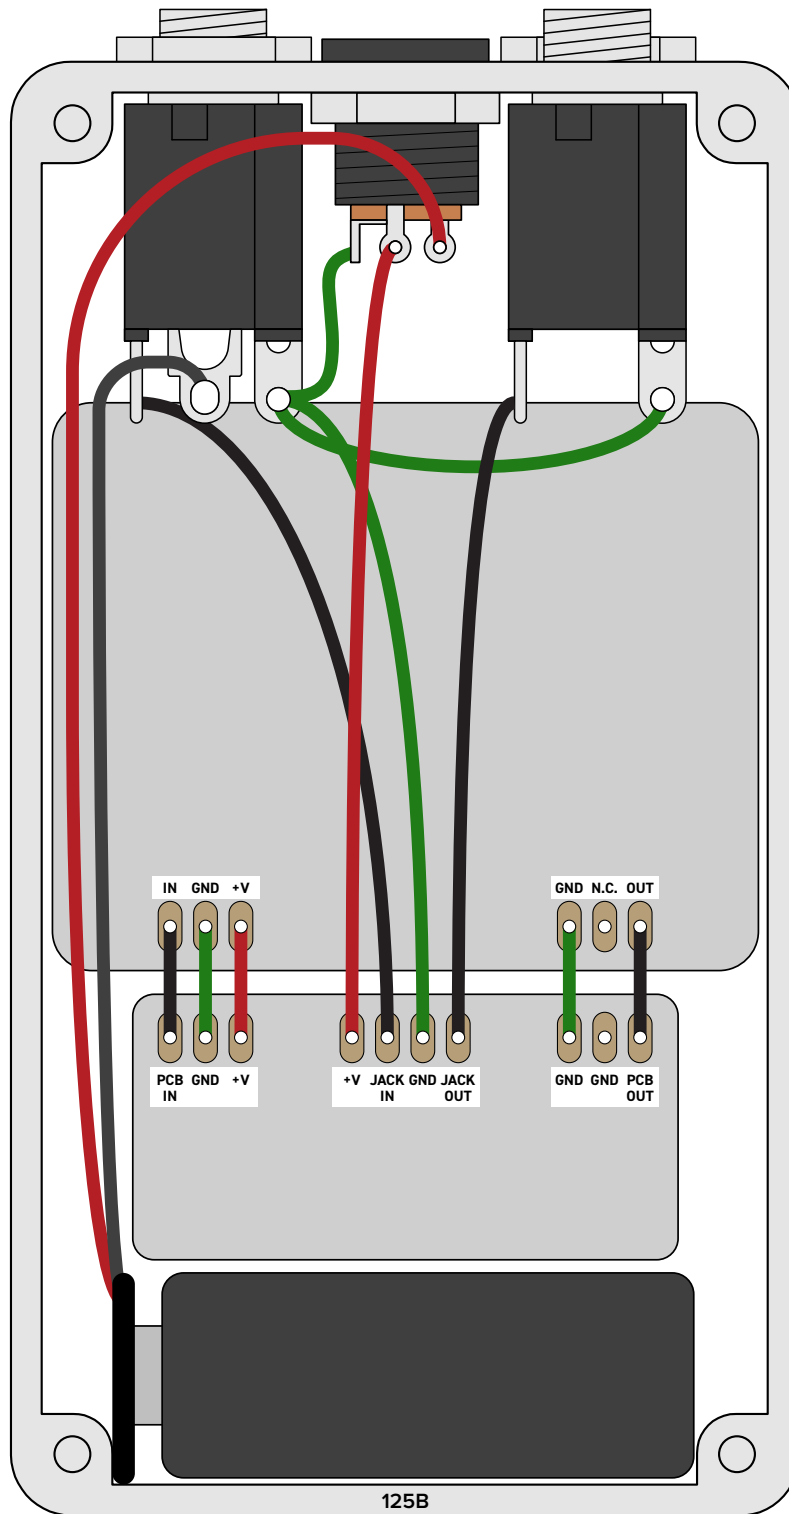 IN GND +V
GND N.C. OUT
PCB IN GND +V
+V JACK IN GND JACK OUT
GND GND PCB OUT
125B